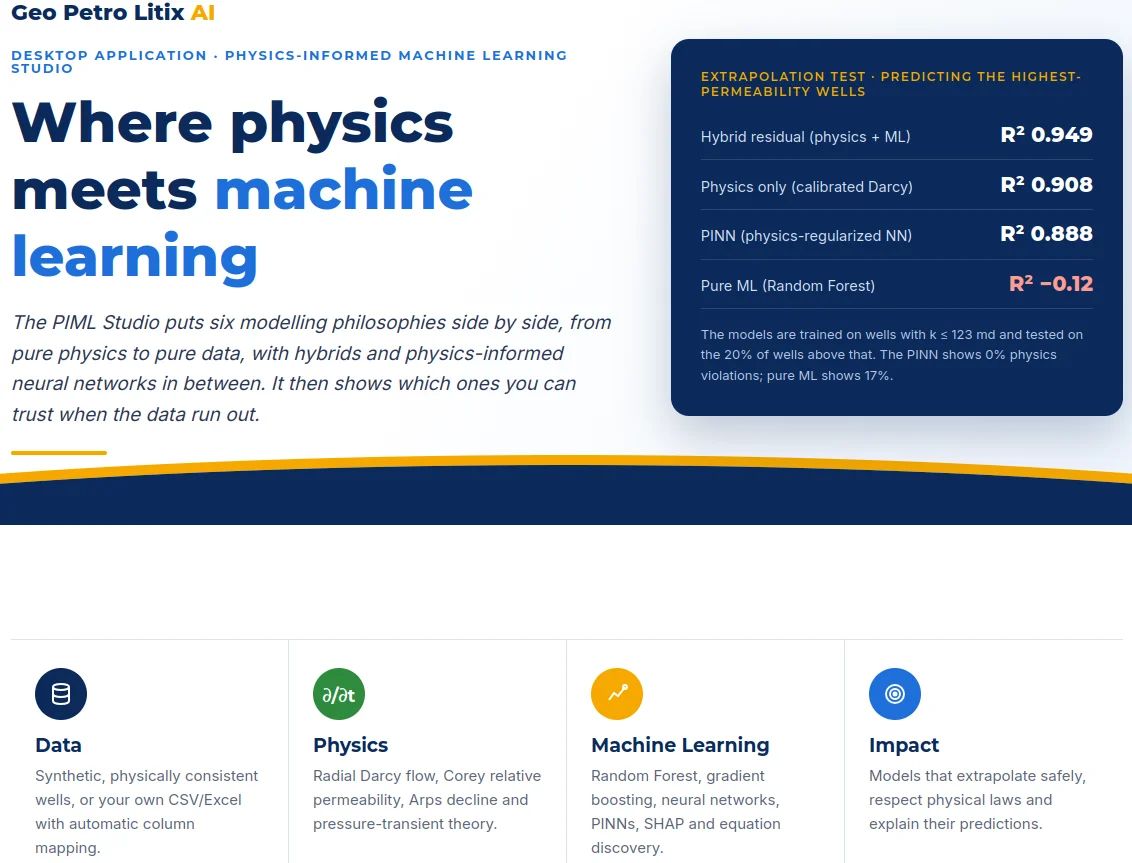 Geo Petro Litix AI
DESKTOP APPLICATION · PHYSICS-INFORMED MACHINE LEARNING
STUDIO
Where physics
meets machine
learning
The PIML Studio puts six modelling philosophies side by side, from
pure physics to pure data, with hybrids and physics-informed
neural networks in between. It then shows which ones you can
trust when the data run out.
EXTRAPOLATION TEST · PREDICTING THE HIGHEST-
PERMEABILITY WELLS
Hybrid residual (physics + ML) R² 0.949
Physics only (calibrated Darcy) R² 0.908
PINN (physics-regularized NN) R² 0.888
Pure ML (Random Forest) R² −0.12
The models are trained on wells with k ≤ 123 md and tested on
the 20% of wells above that. The PINN shows 0% physics
violations; pure ML shows 17%.
Data
Synthetic, physically consistent
wells, or your own CSV/Excel
with automatic column
mapping.
∂/∂t
Physics
Radial Darcy flow, Corey relative
permeability, Arps decline and
pressure-transient theory.
Machine Learning
Random Forest, gradient
boosting, neural networks,
PINNs, SHAP and equation
discovery.
Impact
Models that extrapolate safely,
respect physical laws and
explain their predictions.